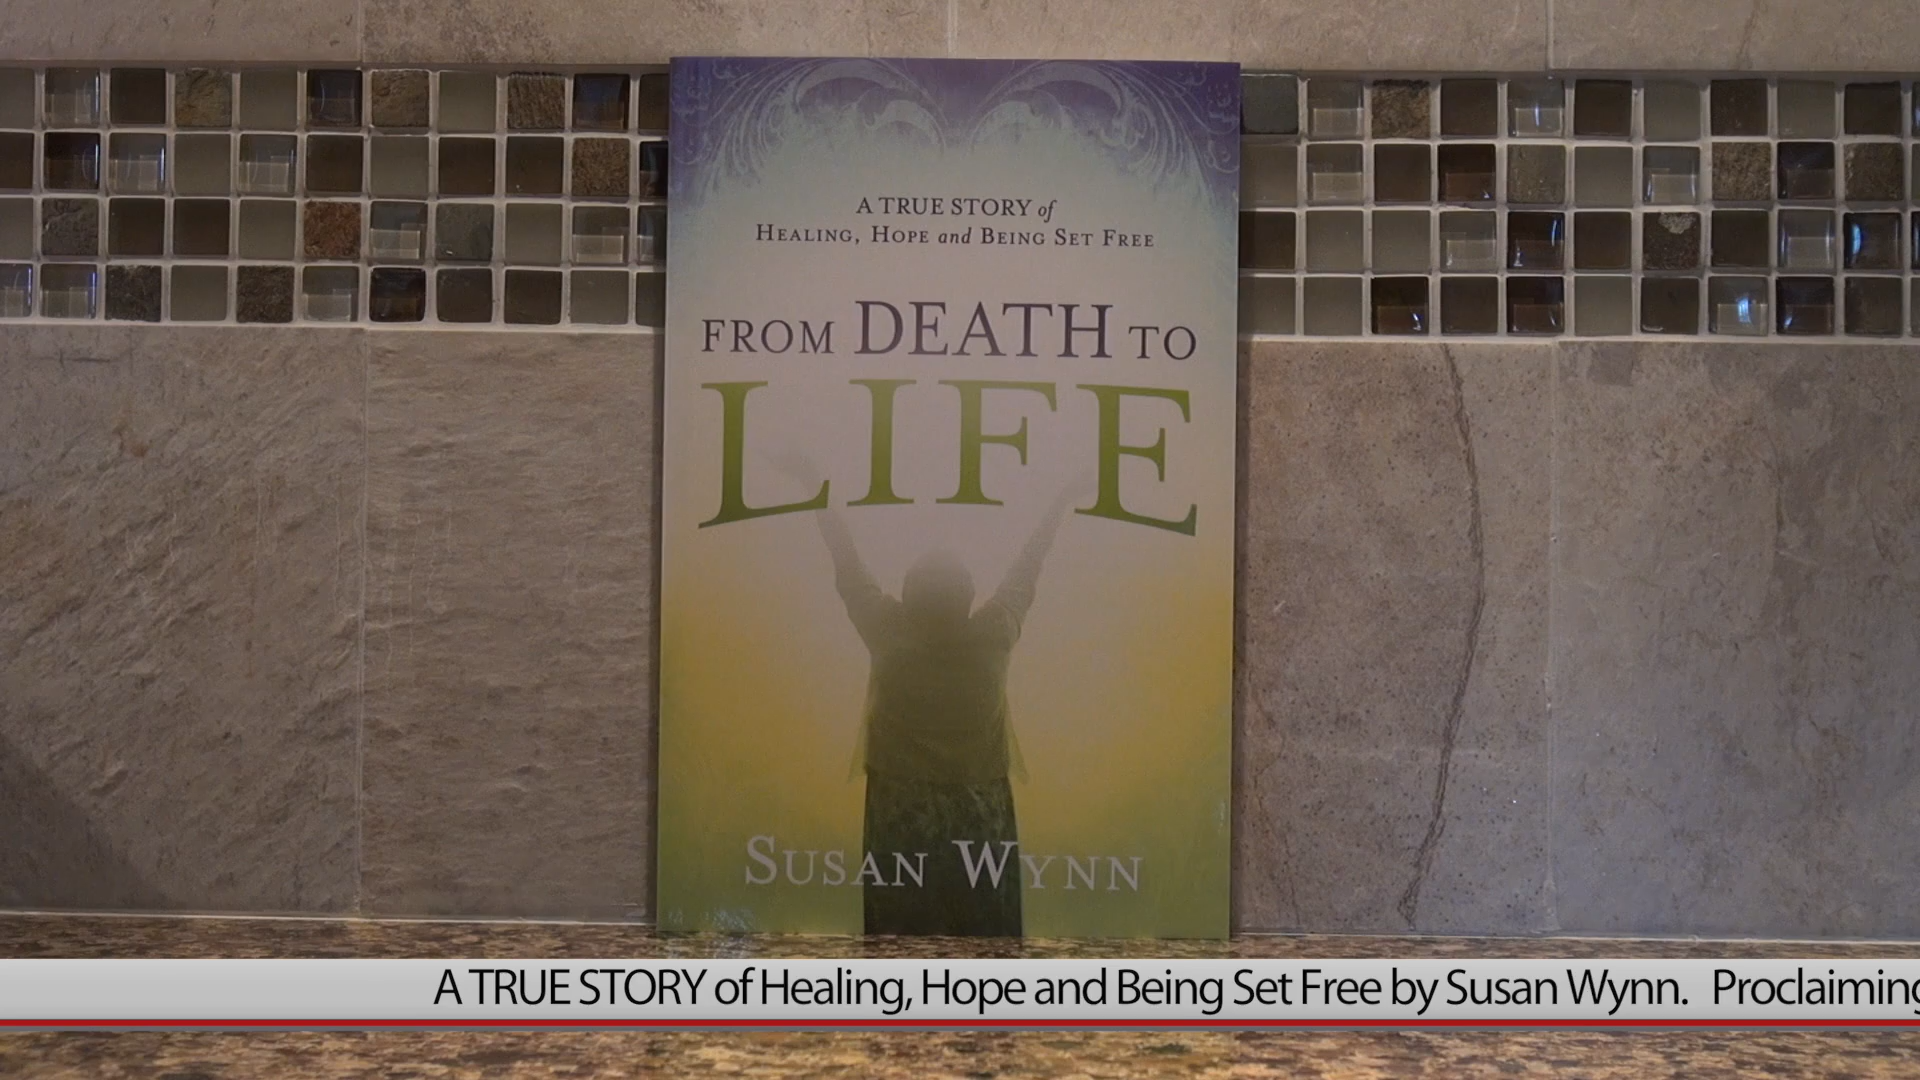 A TRUE STORY of
HEALING, HOPE and BEING SET FREE
FROM DEATH TO
LIFE
SUSAN WYNN
A TRUE STORY of Healing, Hope and Being Set Free by Susan Wynn. Proclaiming